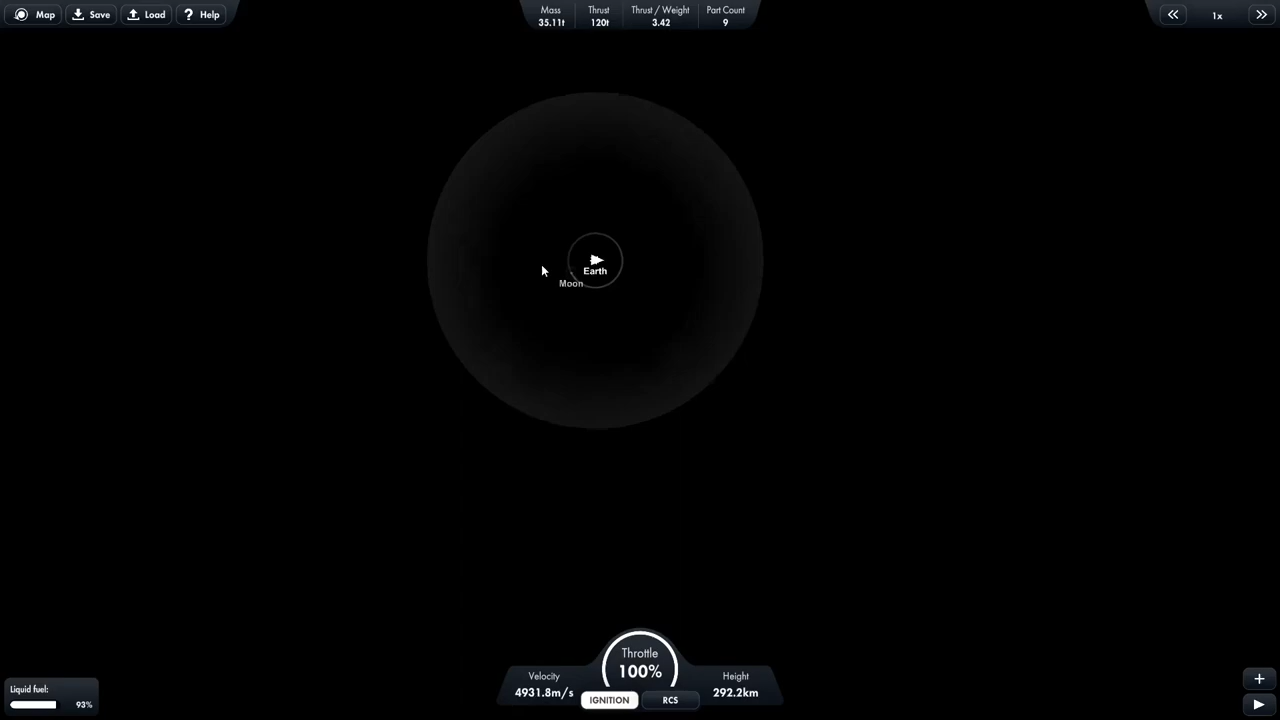 Map Save Load Help
Mass Thrust Thrust / Weight Part Count
35.11t 120t 3.42 9
1x
Earth
Moon
Throttle
100%
Velocity Height
4931.8m/s 292.2km
IGNITION RCS
Liquid fuel:
93%